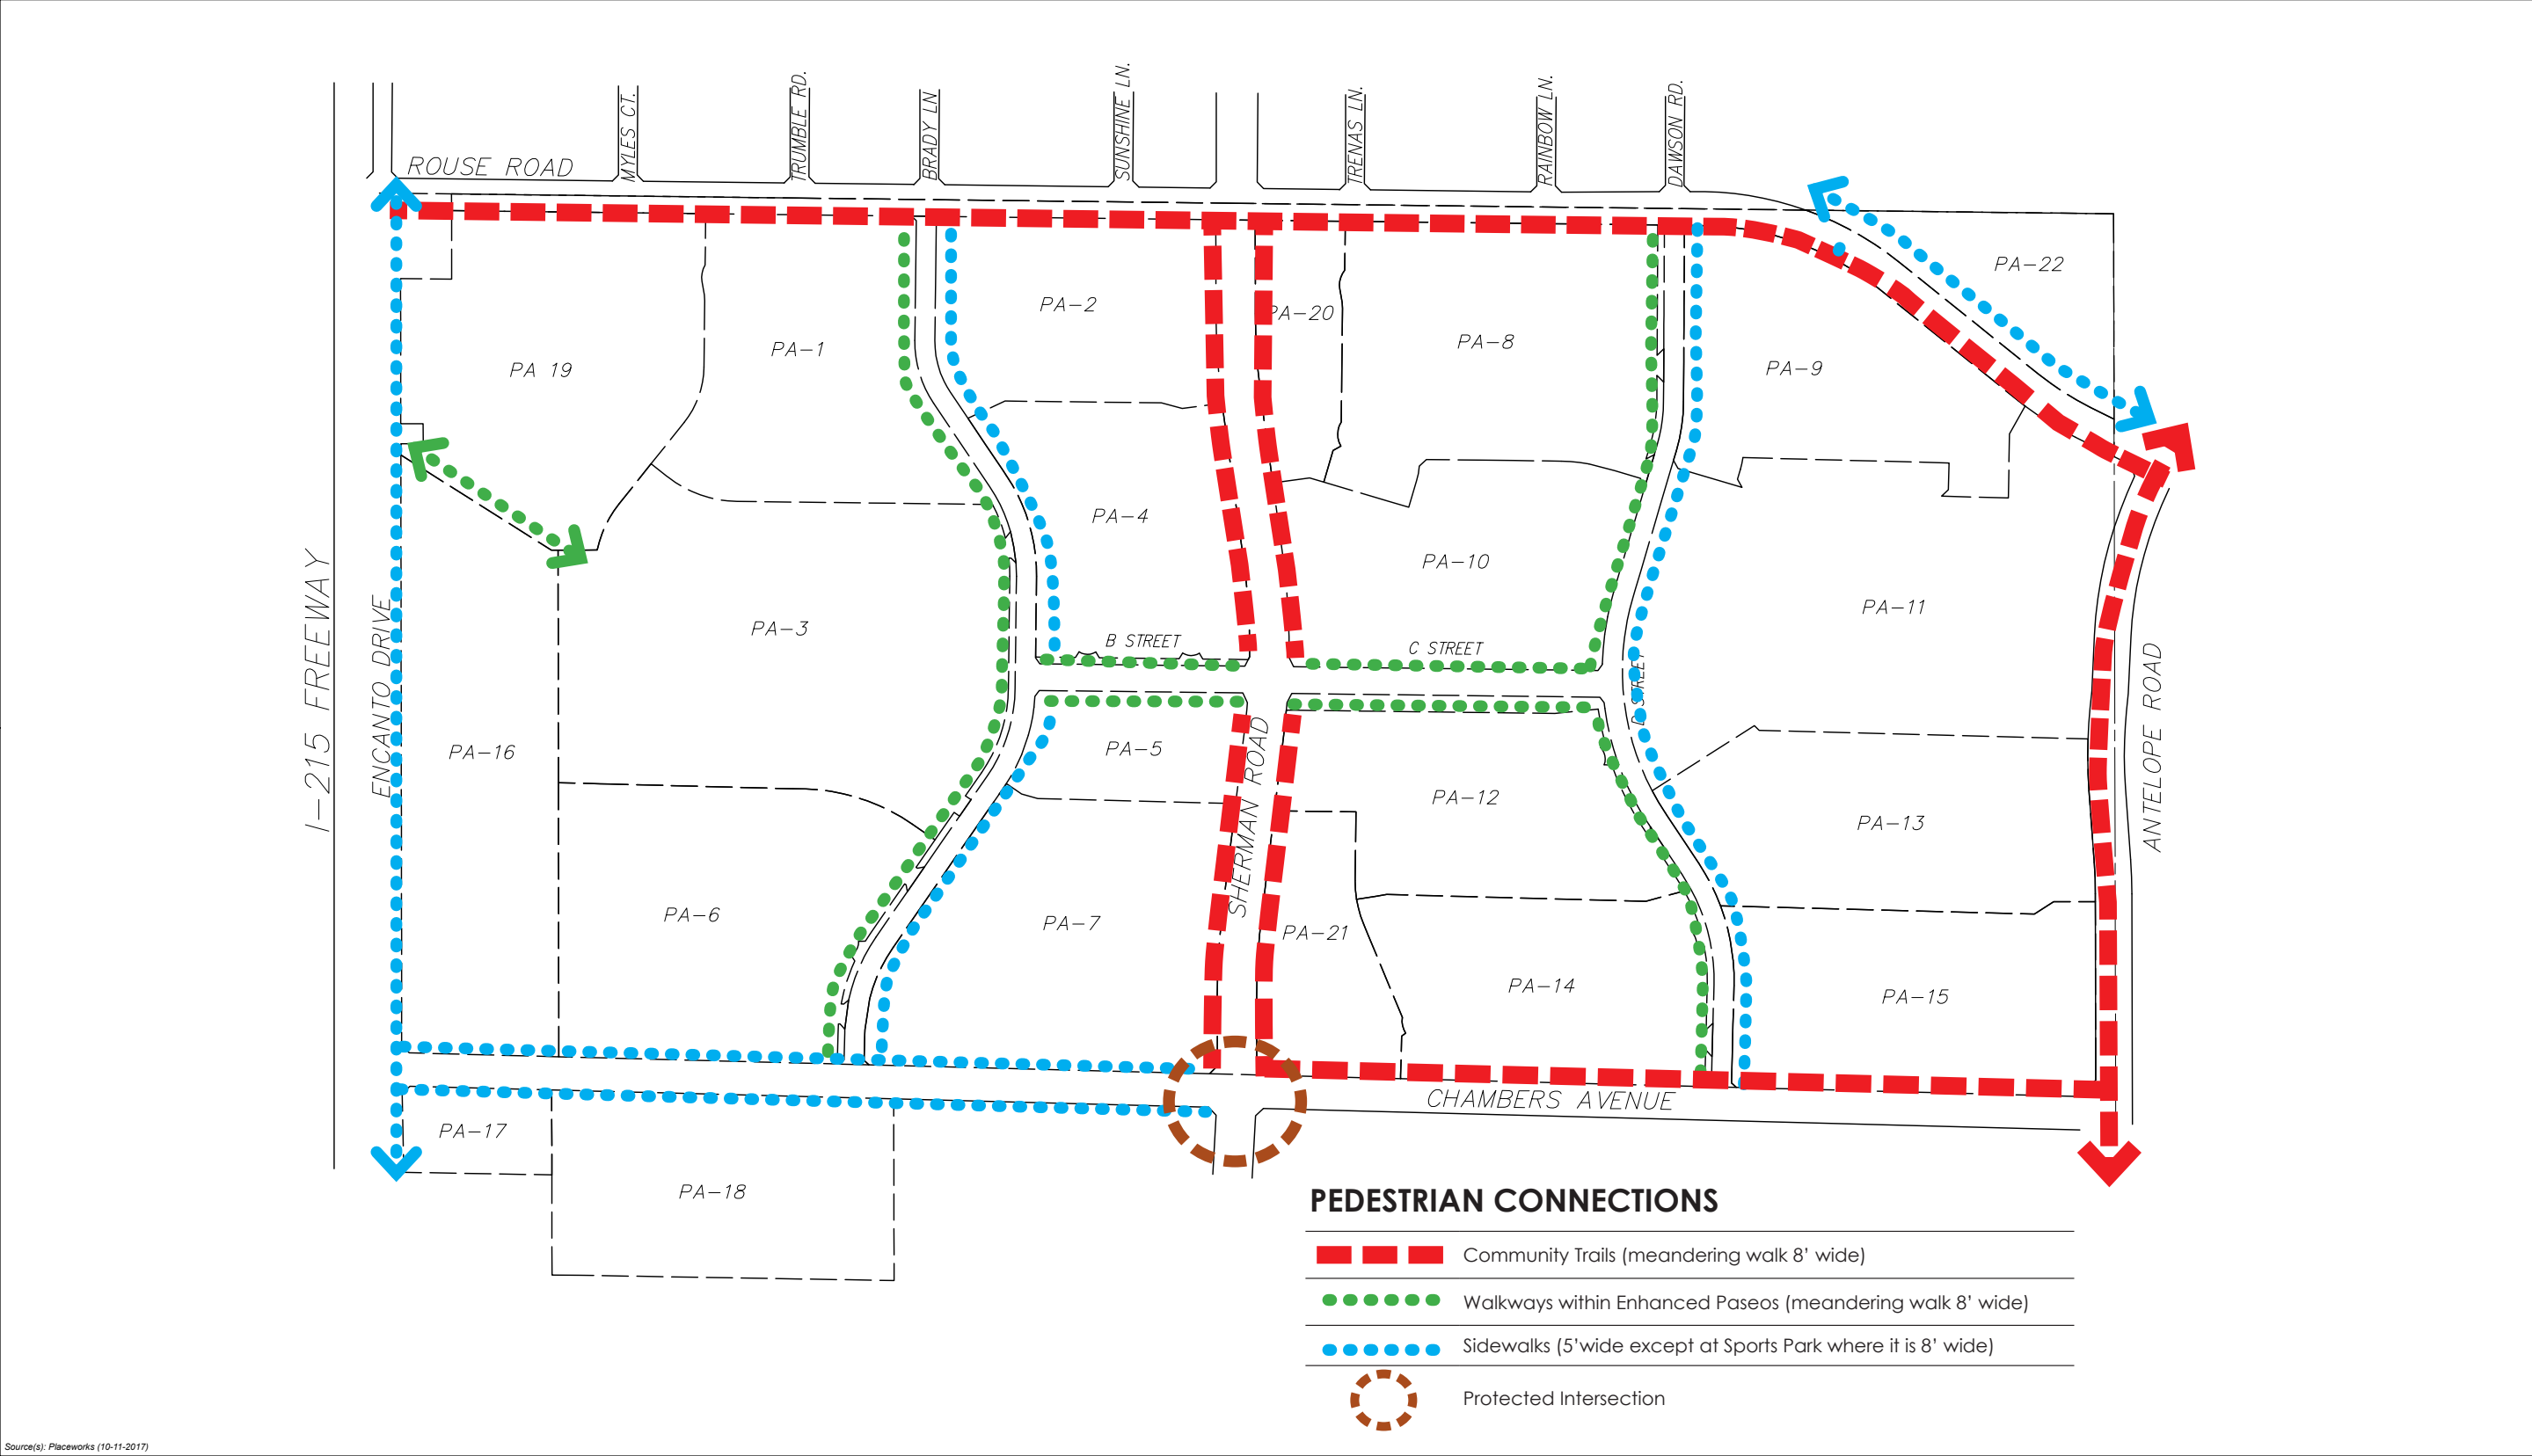 MYLES CT.
TRUMBLE RD.
BRADY LN
SUNSHINE LN.
TRENAS LN.
RAINBOW LN.
DAWSON RD.
ROUSE ROAD
PA-22
PA-2
PA-20
PA-8
PA-1
PA 19
PA-9
PA-4
PA-10
PA-11
PA-3
B STREET
C STREET
D STREET
I-215 FREEWAY
ENCANTO DRIVE
ANTELOPE ROAD
PA-16
PA-5
SHERMAN ROAD
PA-12
PA-13
PA-6
PA-7
PA-21
PA-14
PA-15
CHAMBERS AVENUE
PA-17
PA-18
PEDESTRIAN CONNECTIONS
Community Trails (meandering walk 8' wide)
Walkways within Enhanced Paseos (meandering walk 8' wide)
Sidewalks (5'wide except at Sports Park where it is 8' wide)
Protected Intersection
Source(s): Placeworks (10-11-2017)